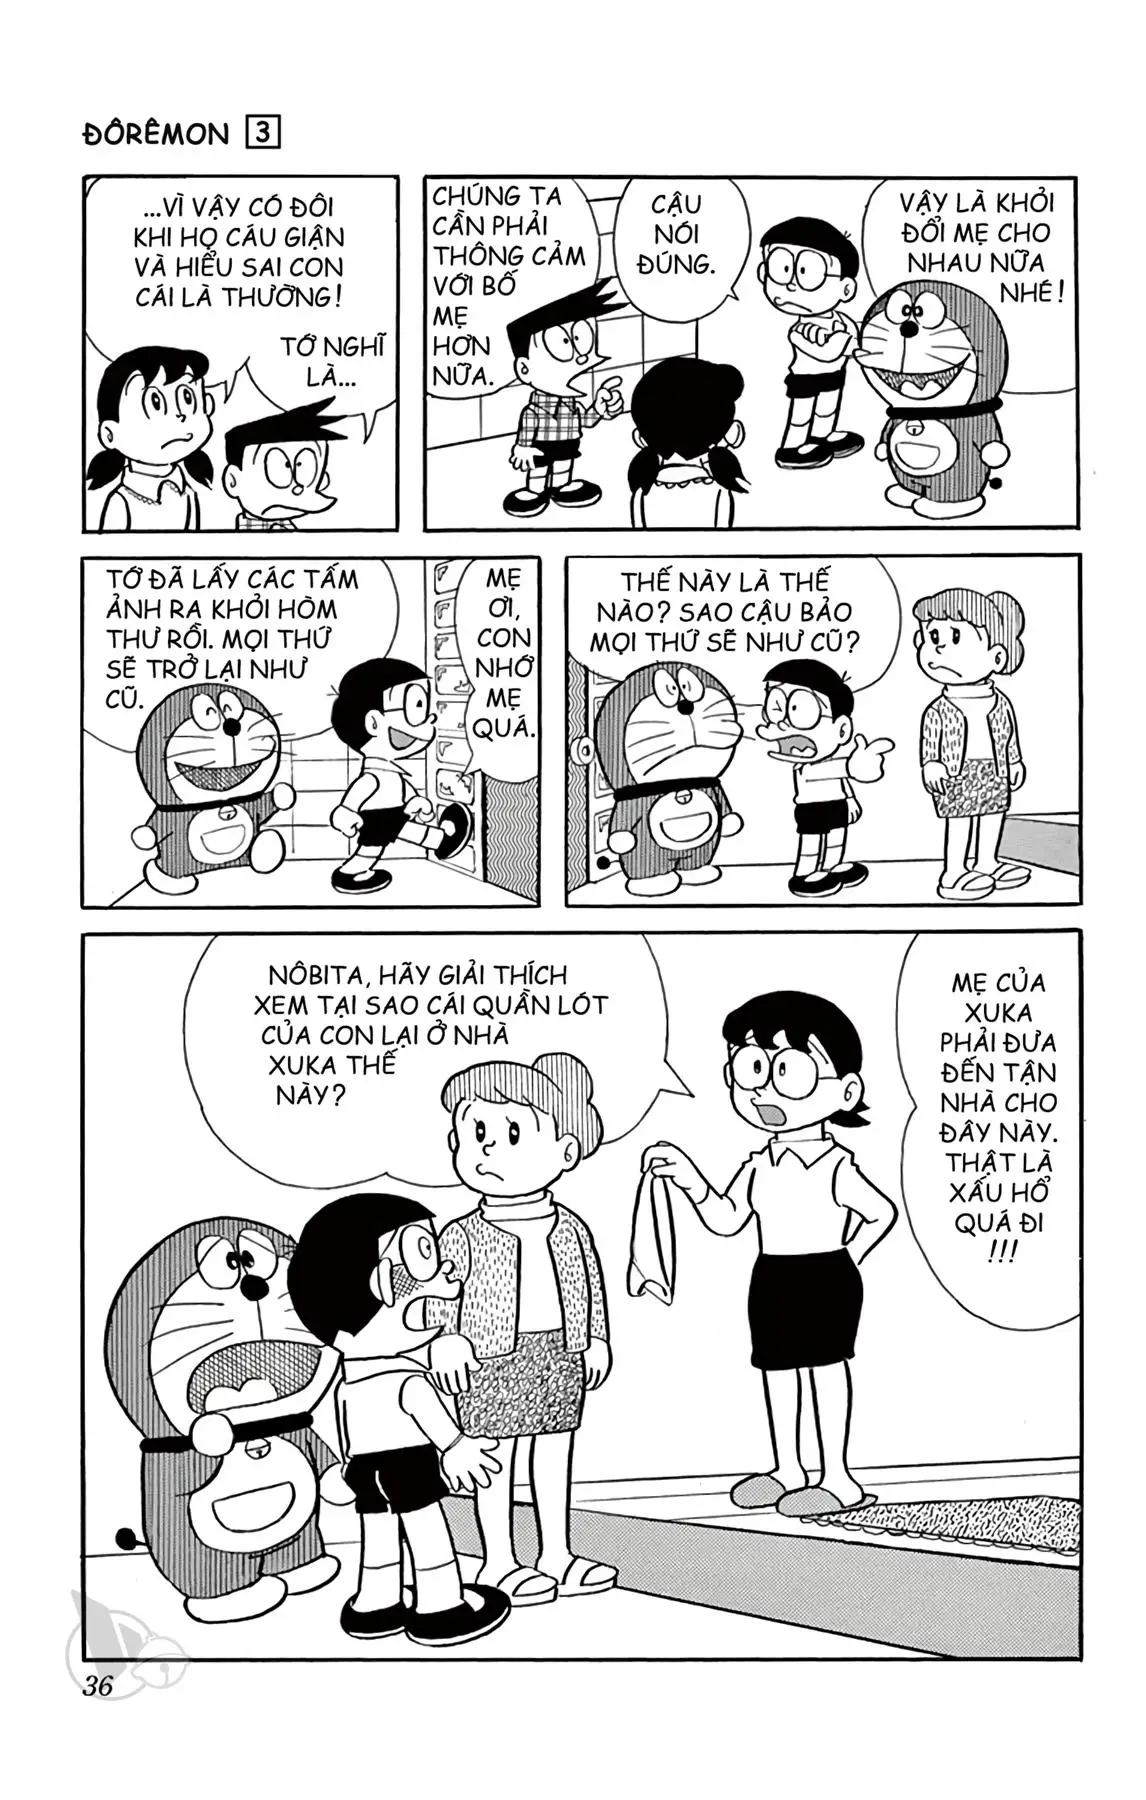 ĐÔRÊMON 3
...VÌ VẬY CÓ ĐÔI
KHI HỌ CÁU GIẬN
VÀ HIỂU SAI CON
CÁI LÀ THƯỜNG!
TỚ NGHĨ
LÀ...
CHÚNG TA
CẦN PHẢI
THÔNG CẢM
VỚI BỐ
MẸ
HƠN
NỮA.
CẬU
NÓI
ĐÚNG.
VẬY LÀ KHỎI
ĐỔI MẸ CHO
NHAU NỮA
NHÉ!
TỚ ĐÃ LẤY CÁC TẤM
ẢNH RA KHỎI HÒM
THƯ RỒI. MỌI THỨ
SẼ TRỞ LẠI NHƯ
CŨ.
MẸ
ƠI,
CON
NHỚ
MẸ
QUÁ.
THẾ NÀY LÀ THẾ
NÀO? SAO CẬU BẢO
MỌI THỨ SẼ NHƯ CŨ?
NÔBITA, HÃY GIẢI THÍCH
XEM TẠI SAO CÁI QUẦN LÓT
CỦA CON LẠI Ở NHÀ
XUKA THẾ
NÀY?
MẸ CỦA
XUKA
PHẢI ĐƯA
ĐẾN TẬN
NHÀ CHO
ĐÂY NÀY.
THẬT LÀ
XẤU HỔ
QUÁ ĐI
!!!
36